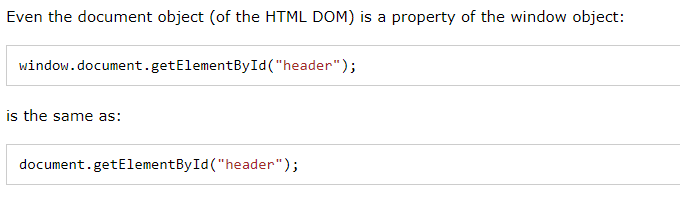 Even the document object (of the HTML DOM) is a property of the window object:
window.document.getElementById("header");
is the same as:
document.getElementById("header");